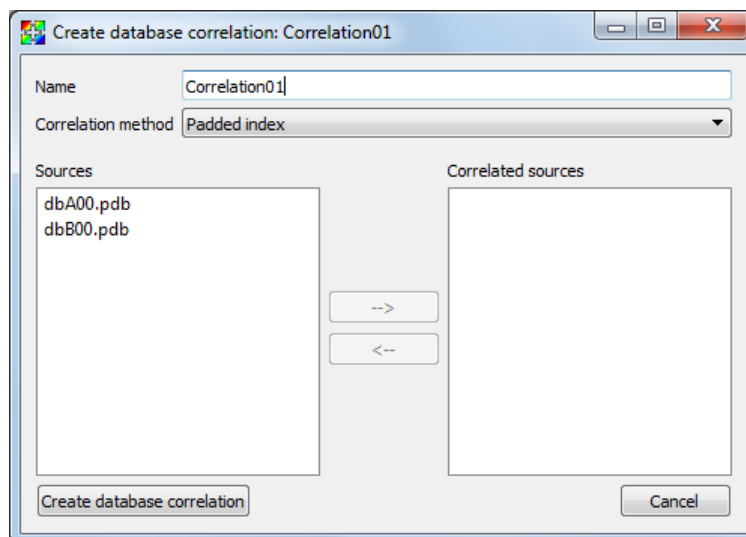 Create database correlation: Correlation01
Name Correlation01
Correlation method Padded index
Sources Correlated sources
dbA00.pdb
dbB00.pdb
-->
<--
Create database correlation Cancel